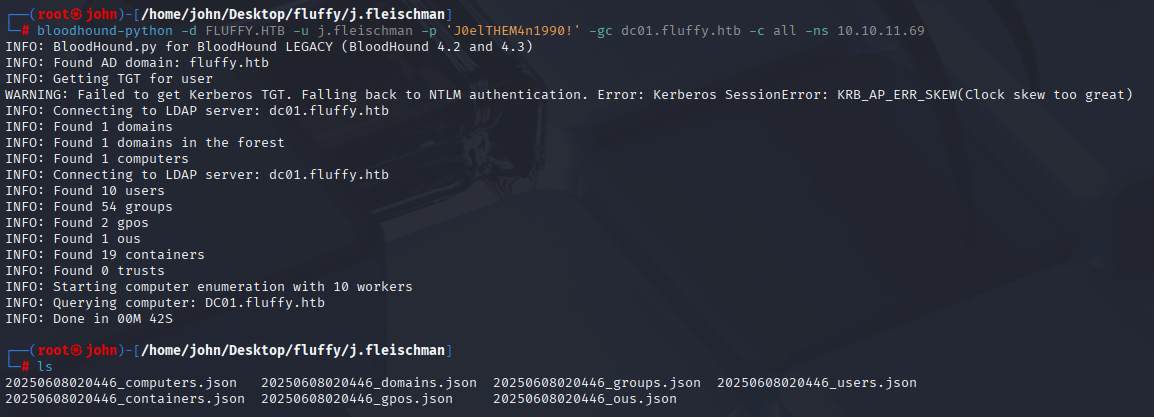 ┌──(root㉿john)-[/home/john/Desktop/fluffy/j.fleischman]
└─# bloodhound-python -d FLUFFY.HTB -u j.fleischman -p 'J0elTHEM4n1990!' -gc dc01.fluffy.htb -c all -ns 10.10.11.69
INFO: BloodHound.py for BloodHound LEGACY (BloodHound 4.2 and 4.3)
INFO: Found AD domain: fluffy.htb
INFO: Getting TGT for user
WARNING: Failed to get Kerberos TGT. Falling back to NTLM authentication. Error: Kerberos SessionError: KRB_AP_ERR_SKEW(Clock skew too great)
INFO: Connecting to LDAP server: dc01.fluffy.htb
INFO: Found 1 domains
INFO: Found 1 domains in the forest
INFO: Found 1 computers
INFO: Connecting to LDAP server: dc01.fluffy.htb
INFO: Found 10 users
INFO: Found 54 groups
INFO: Found 2 gpos
INFO: Found 1 ous
INFO: Found 19 containers
INFO: Found 0 trusts
INFO: Starting computer enumeration with 10 workers
INFO: Querying computer: DC01.fluffy.htb
INFO: Done in 00M 42S
┌──(root㉿john)-[/home/john/Desktop/fluffy/j.fleischman]
└─# ls
20250608020446_computers.json   20250608020446_domains.json  20250608020446_groups.json  20250608020446_users.json
20250608020446_containers.json  20250608020446_gpos.json     20250608020446_ous.json